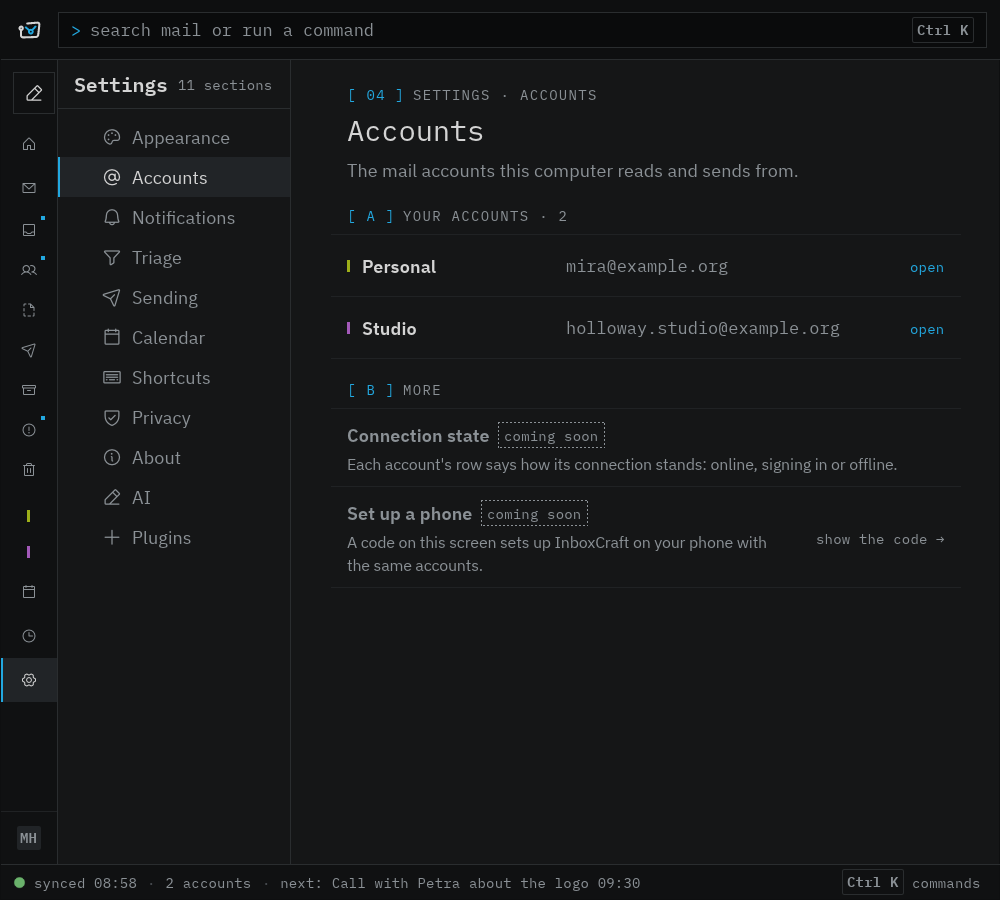 > search mail or run a command Ctrl K
Settings 11 sections
Appearance
Accounts
Notifications
Triage
Sending
Calendar
Shortcuts
Privacy
About
AI
Plugins
[ 04 ] SETTINGS · ACCOUNTS
Accounts
The mail accounts this computer reads and sends from.
[ A ] YOUR ACCOUNTS · 2
Personal mira@example.org open
Studio holloway.studio@example.org open
[ B ] MORE
Connection state coming soon
Each account's row says how its connection stands: online, signing in or offline.
Set up a phone coming soon
A code on this screen sets up InboxCraft on your phone with
the same accounts.
show the code →
MH
synced 08:58 · 2 accounts · next: Call with Petra about the logo 09:30 Ctrl K commands